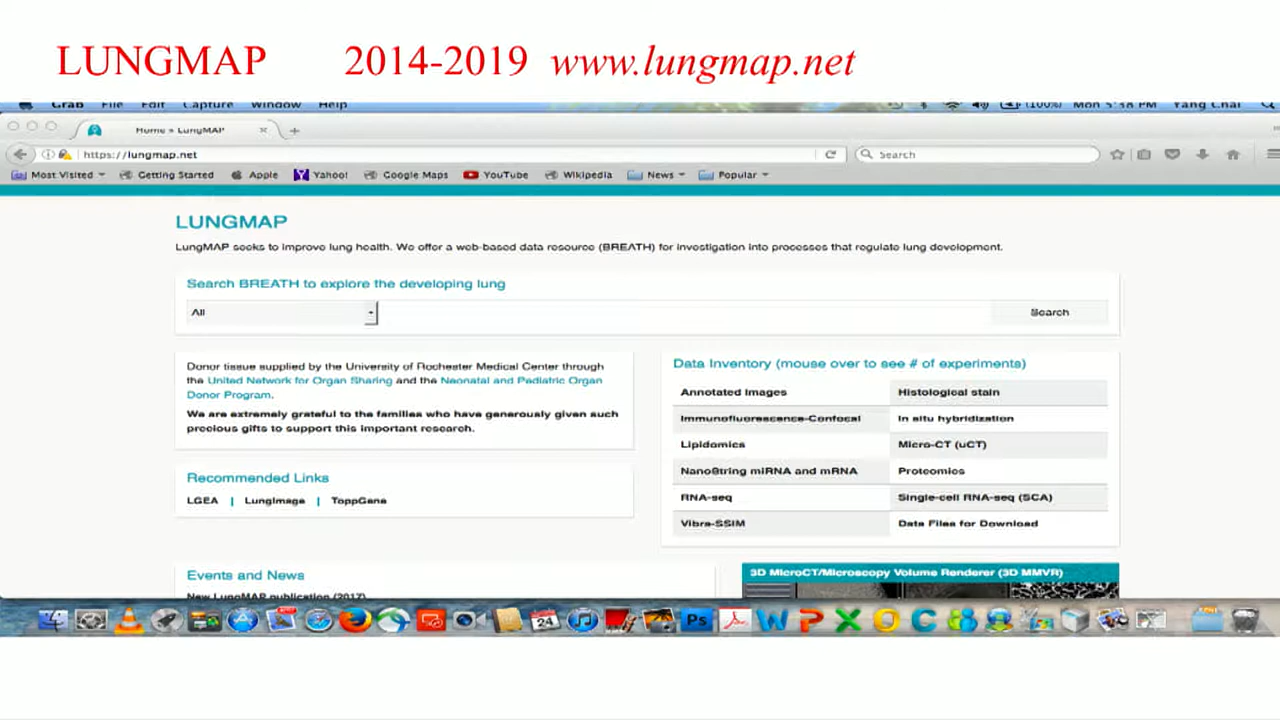 LUNGMAP 2014-2019 www.lungmap.net
Grab File Edit Capture Window Help (100%) Mon 5:38 PM Yang Chai
Home » LungMAP
https://lungmap.net Search
Most Visited Getting Started Apple Yahoo! Google Maps YouTube Wikipedia News Popular
LUNGMAP
LungMAP seeks to improve lung health. We offer a web-based data resource (BREATH) for investigation into processes that regulate lung development.
Search BREATH to explore the developing lung
All Search
Donor tissue supplied by the University of Rochester Medical Center through
the United Network for Organ Sharing and the Neonatal and Pediatric Organ
Donor Program.
We are extremely grateful to the families who have generously given such
precious gifts to support this important research.
Recommended Links
LGEA | LungImage | ToppGene
Data Inventory (mouse over to see # of experiments)
Annotated Images Histological stain
Immunofluorescence-Confocal In situ hybridization
Lipidomics Micro-CT (uCT)
NanoString miRNA and mRNA Proteomics
RNA-seq Single-cell RNA-seq (SCA)
Vibra-SSIM Data Files for Download
Events and News
New LungMAP publication (2017)
3D MicroCT/Microscopy Volume Renderer (3D MMVR)
24 Ps W P X O C